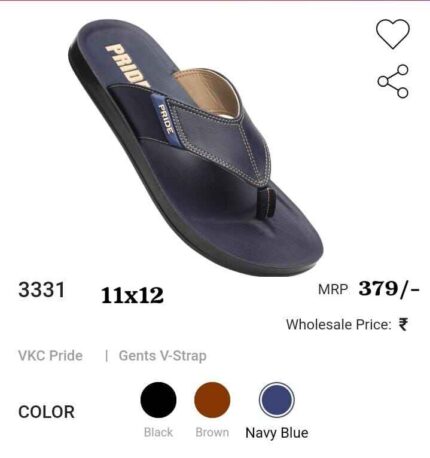 PRIDE
PRIDE
3331 11x12 MRP 379/-
Wholesale Price: ₹
VKC Pride | Gents V-Strap
COLOR
Black Brown Navy Blue